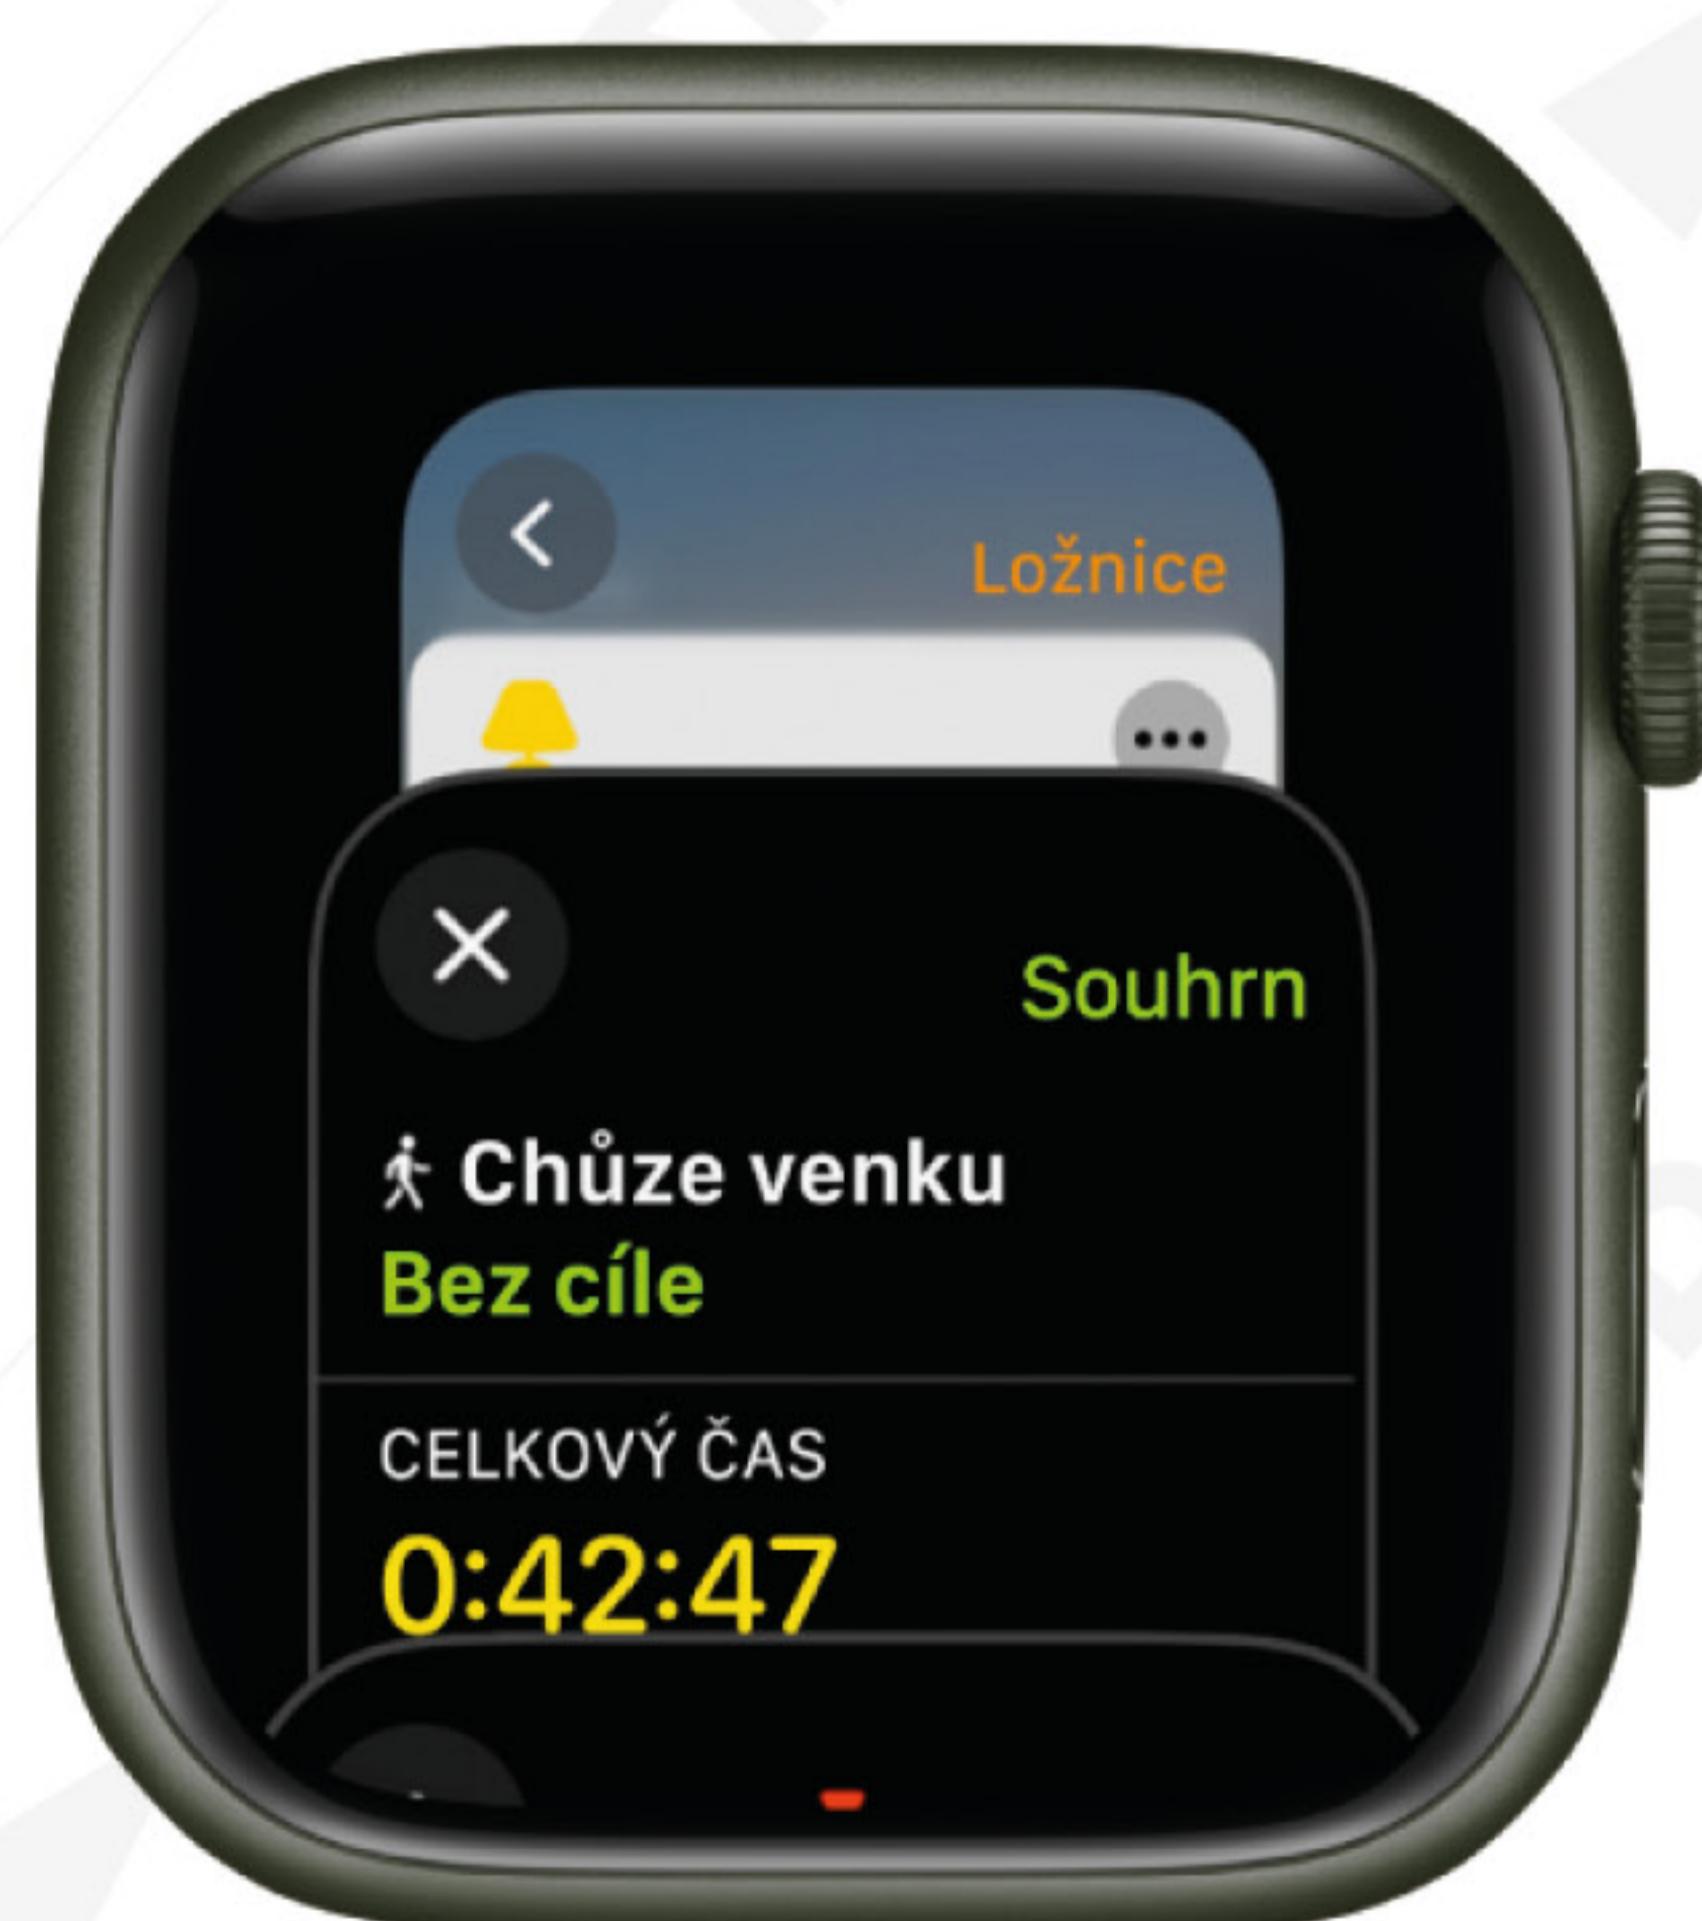 Ložnice
Souhrn
Chůze venku
Bez cíle
CELKOVÝ ČAS
0:42:47